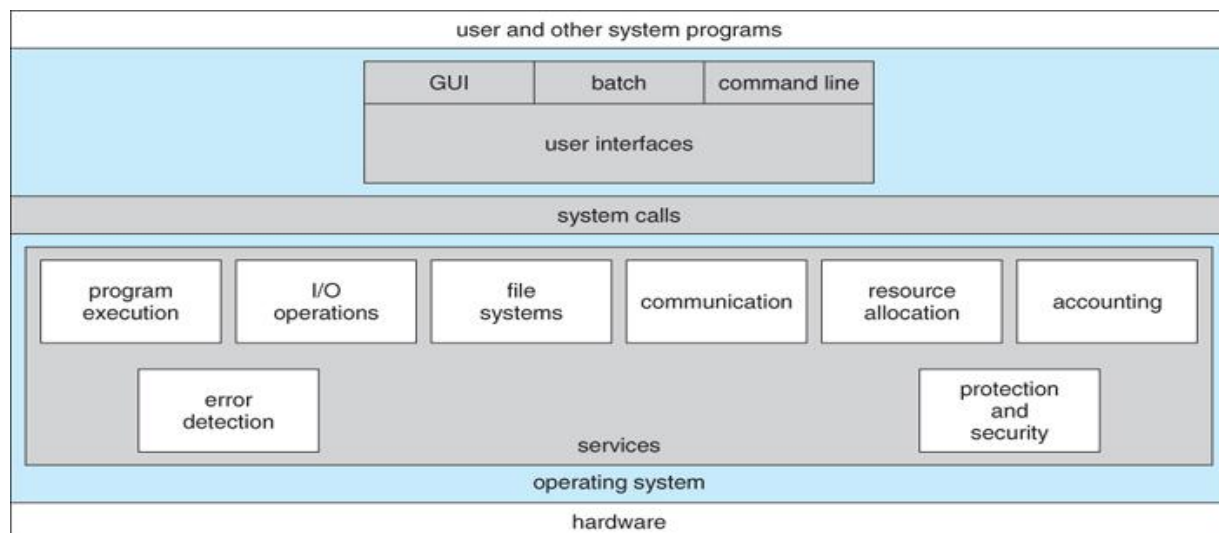 user and other system programs
GUI
batch
command line
user interfaces
system calls
program
execution
I/O
operations
file
systems
communication
resource
allocation
accounting
error
detection
protection
and
security
services
operating system
hardware